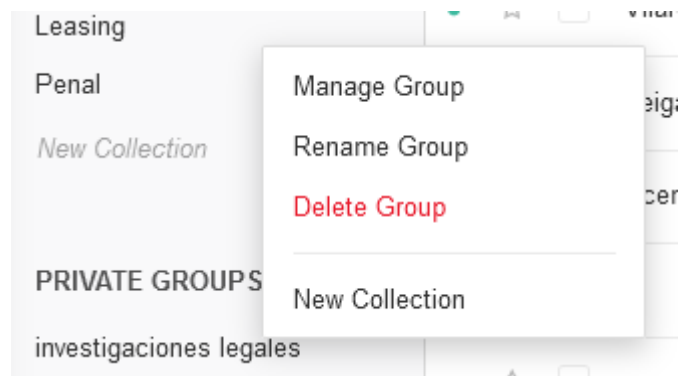 Leasing
Penal
New Collection
PRIVATE GROUPS
investigaciones legales
Manage Group
Rename Group
Delete Group
New Collection